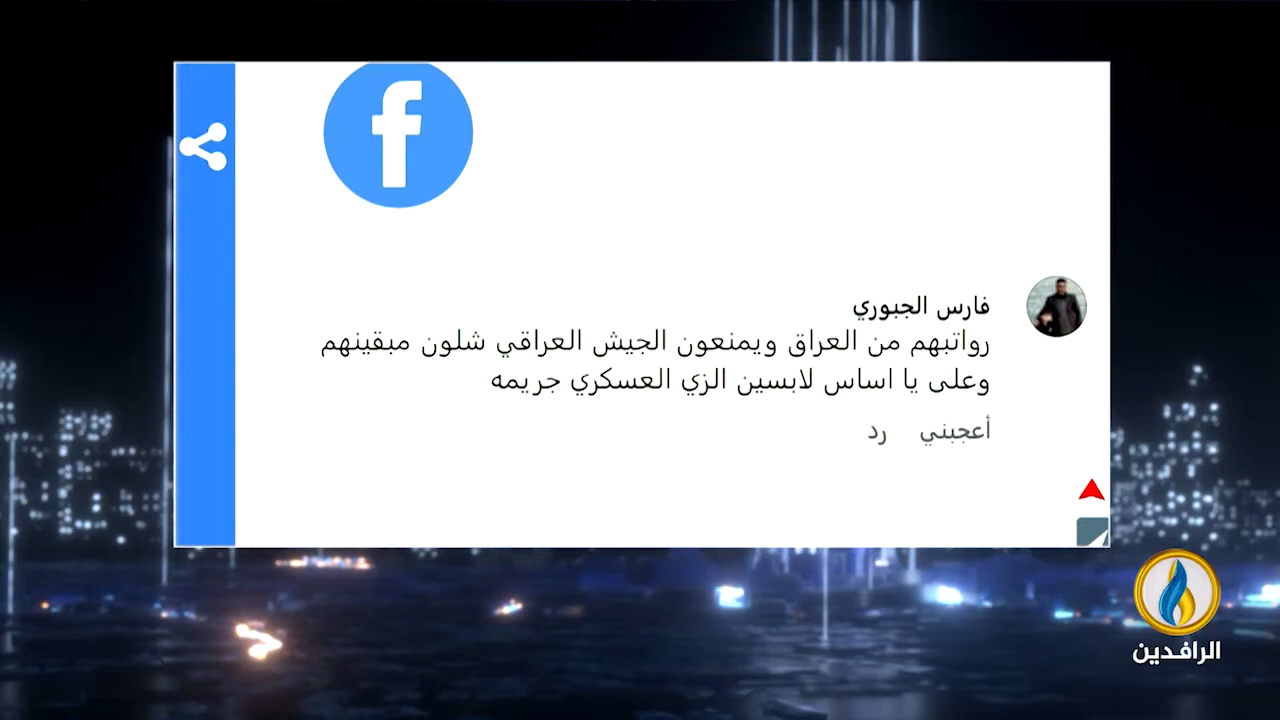 فارس الجبوري
رواتبهم من العراق ويمنعون الجيش العراقي شلون مبقينهم
وعلى يا اساس لابسين الزي العسكري جريمه
أعجبني رد
الرافدين